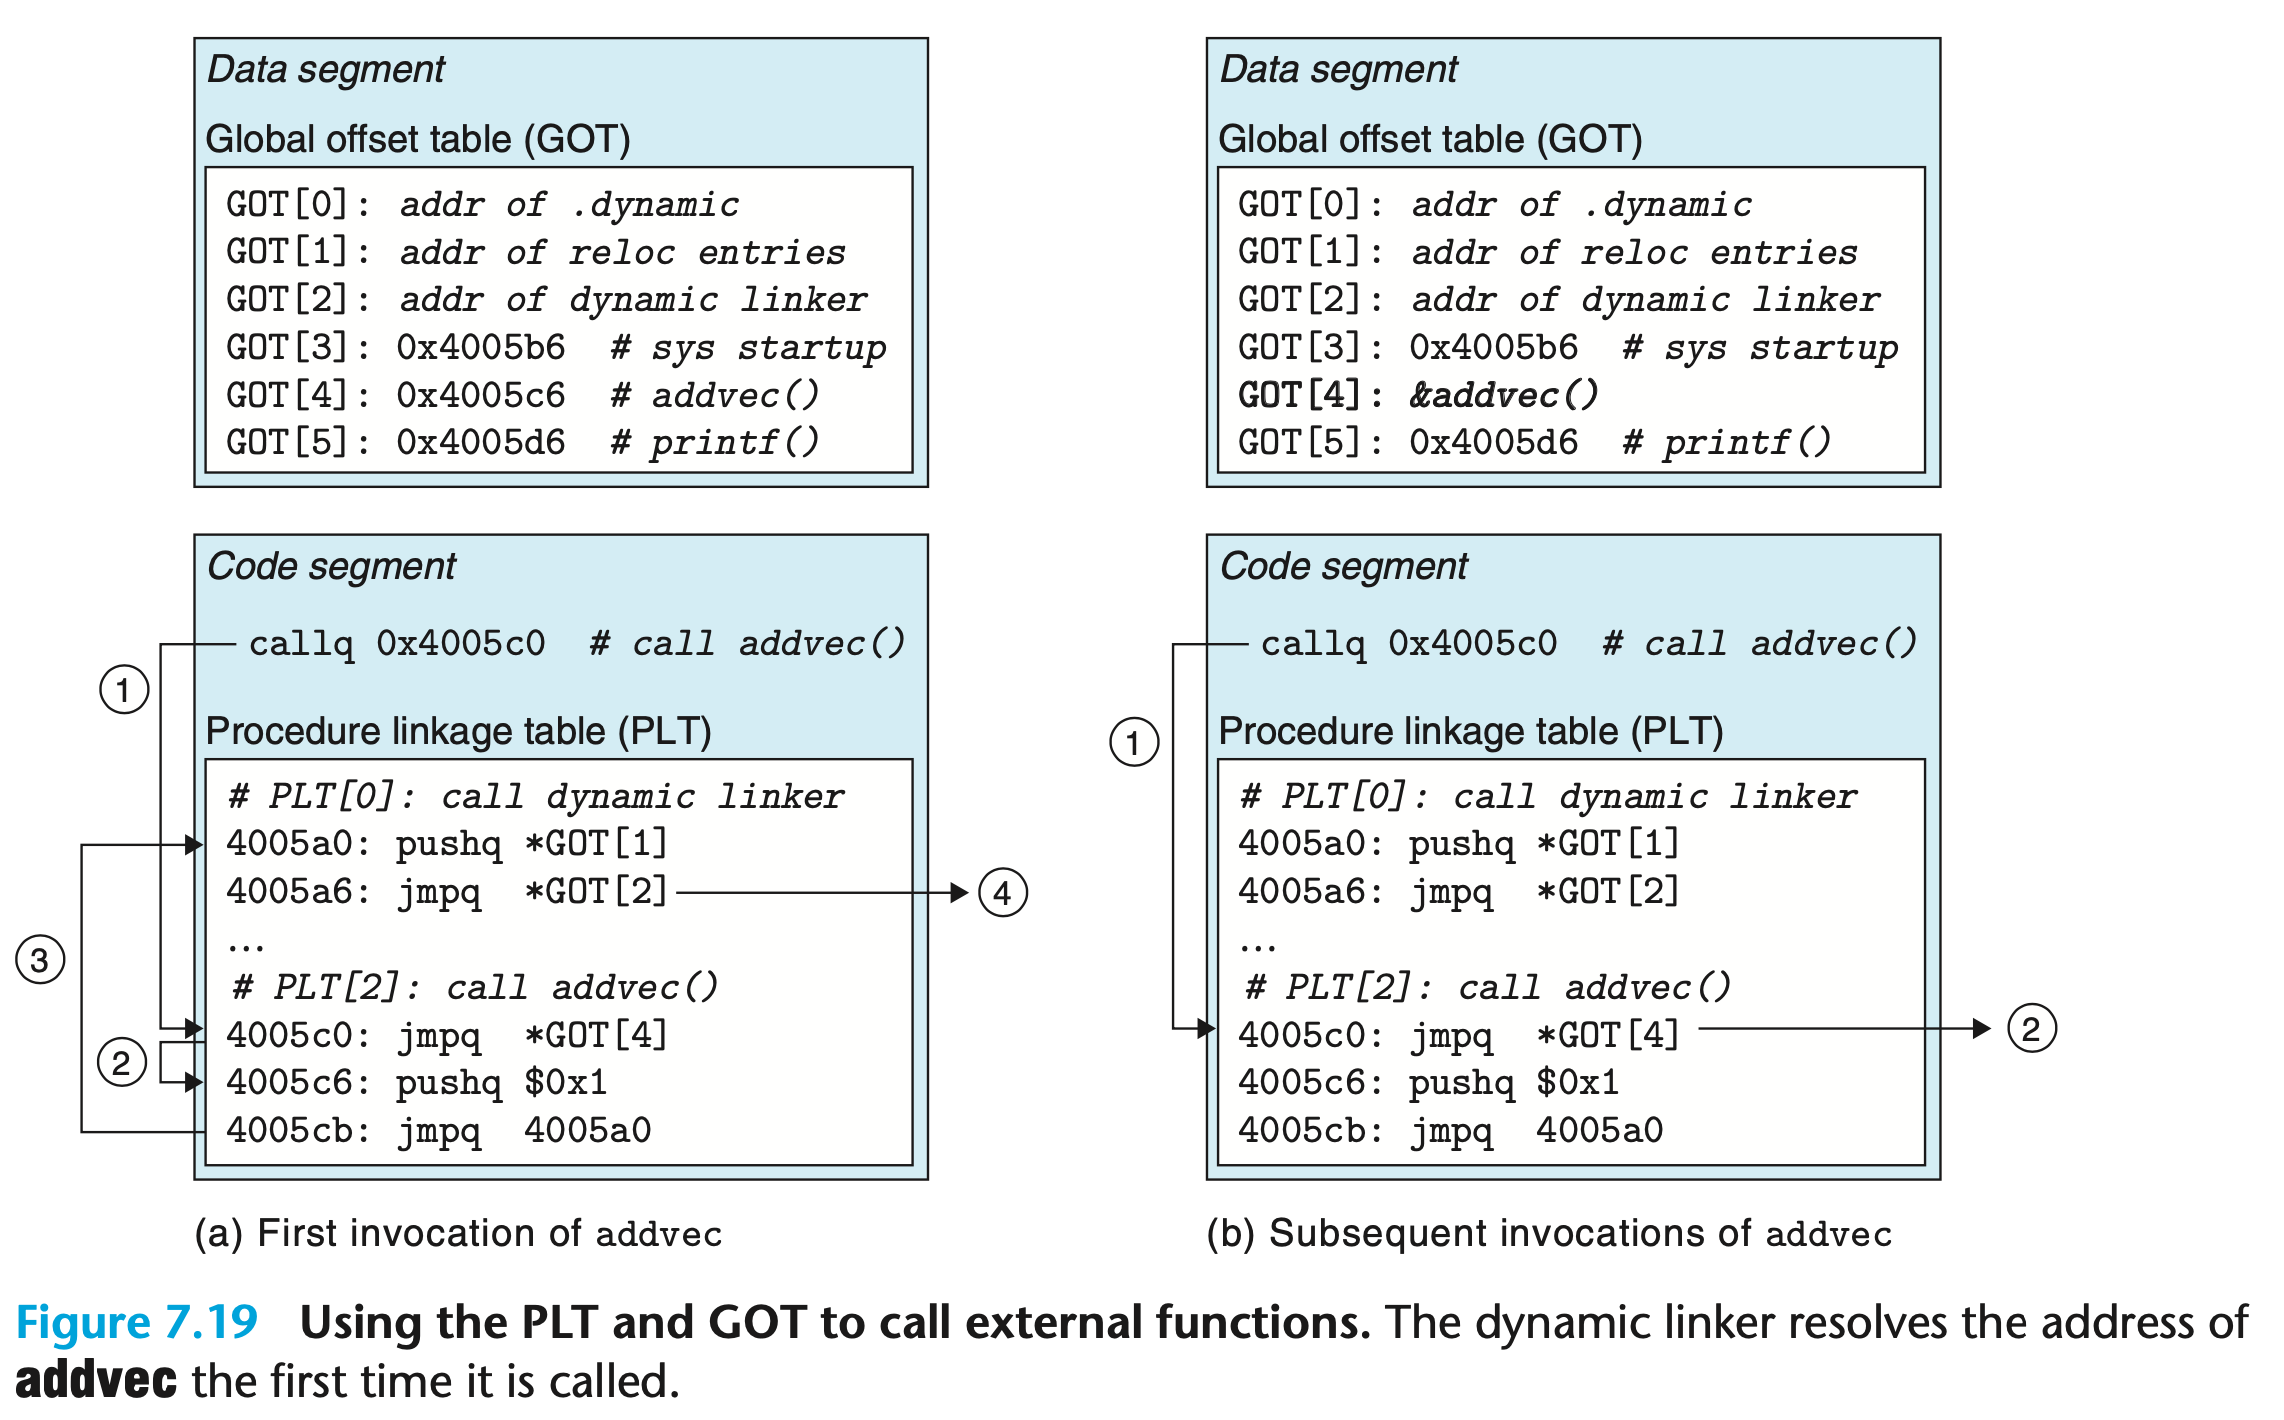 Data segment
Global offset table (GOT)
GOT[0]: addr of .dynamic
GOT[1]: addr of reloc entries
GOT[2]: addr of dynamic linker
GOT[3]: 0x4005b6 # sys startup
GOT[4]: 0x4005c6 # addvec()
GOT[5]: 0x4005d6 # printf()
Code segment
callq 0x4005c0 # call addvec()
1
Procedure linkage table (PLT)
# PLT[0]: call dynamic linker
4005a0: pushq *GOT[1]
4005a6: jmpq *GOT[2]
4
...
3
# PLT[2]: call addvec()
4005c0: jmpq *GOT[4]
2
4005c6: pushq $0x1
4005cb: jmpq 4005a0
(a) First invocation of addvec
Data segment
Global offset table (GOT)
GOT[0]: addr of .dynamic
GOT[1]: addr of reloc entries
GOT[2]: addr of dynamic linker
GOT[3]: 0x4005b6 # sys startup
GOT[4]: &addvec()
GOT[5]: 0x4005d6 # printf()
Code segment
callq 0x4005c0 # call addvec()
1
Procedure linkage table (PLT)
# PLT[0]: call dynamic linker
4005a0: pushq *GOT[1]
4005a6: jmpq *GOT[2]
...
# PLT[2]: call addvec()
4005c0: jmpq *GOT[4]
2
4005c6: pushq $0x1
4005cb: jmpq 4005a0
(b) Subsequent invocations of addvec
Figure 7.19 Using the PLT and GOT to call external functions. The dynamic linker resolves the address of
addvec the first time it is called.